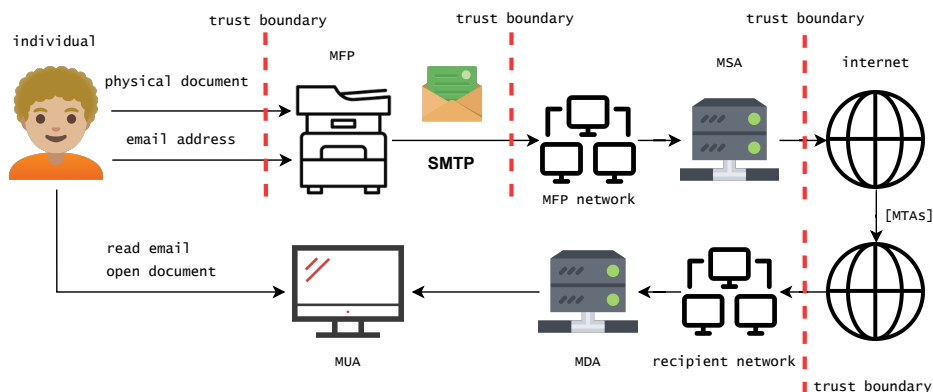 trust boundary
trust boundary
trust boundary
individual
MFP
MSA
internet
physical document
email address
SMTP
MFP network
[MTAs]
read email
open document
MUA
MDA
recipient network
trust boundary